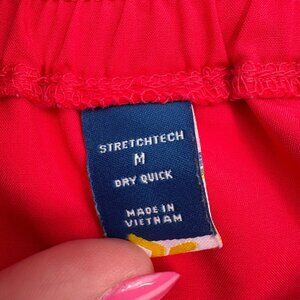 STRETCHTECH
M
DRY QUICK
MADE IN
VIETNAM